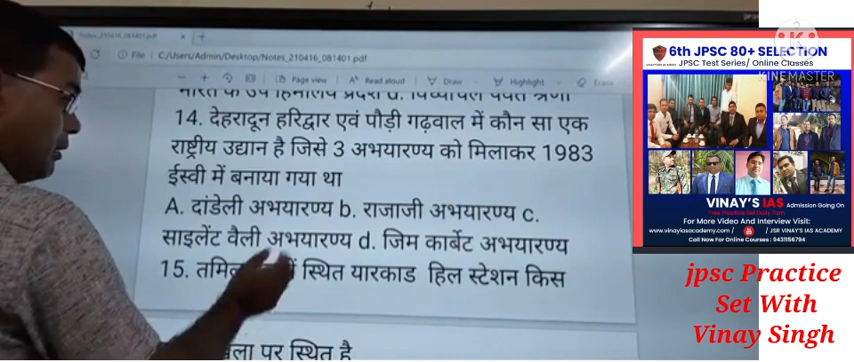 Notes_210416_081401.pdf
File | C:/Users/Admin/Desktop/Notes_210416_081401.pdf
Page view | Read aloud | Draw Highlight Erase
14. देहरादून हरिद्वार एवं पौड़ी गढ़वाल में कौन सा एक
राष्ट्रीय उद्यान है जिसे 3 अभयारण्य को मिलाकर 1983
ईस्वी में बनाया गया था
A. दांडेली अभयारण्य b. राजाजी अभयारण्य c.
साइलेंट वैली अभयारण्य d. जिम कार्बेट अभयारण्य
15. स्थित यारकाड हिल स्टेशन किस
पर स्थित है
6th JPSC 80+ SELECTION
JPSC Test Series/ Online Classes
KINEMASTER
VINAY'S IAS Admission Going On
For More Video And Interview Visit:
www.vinayiasacademy.com/ /JSR VINAY'S IAS ACADEMY
Call Now For Online Courses : 9431156794
jpsc Practice
Set With
Vinay Singh